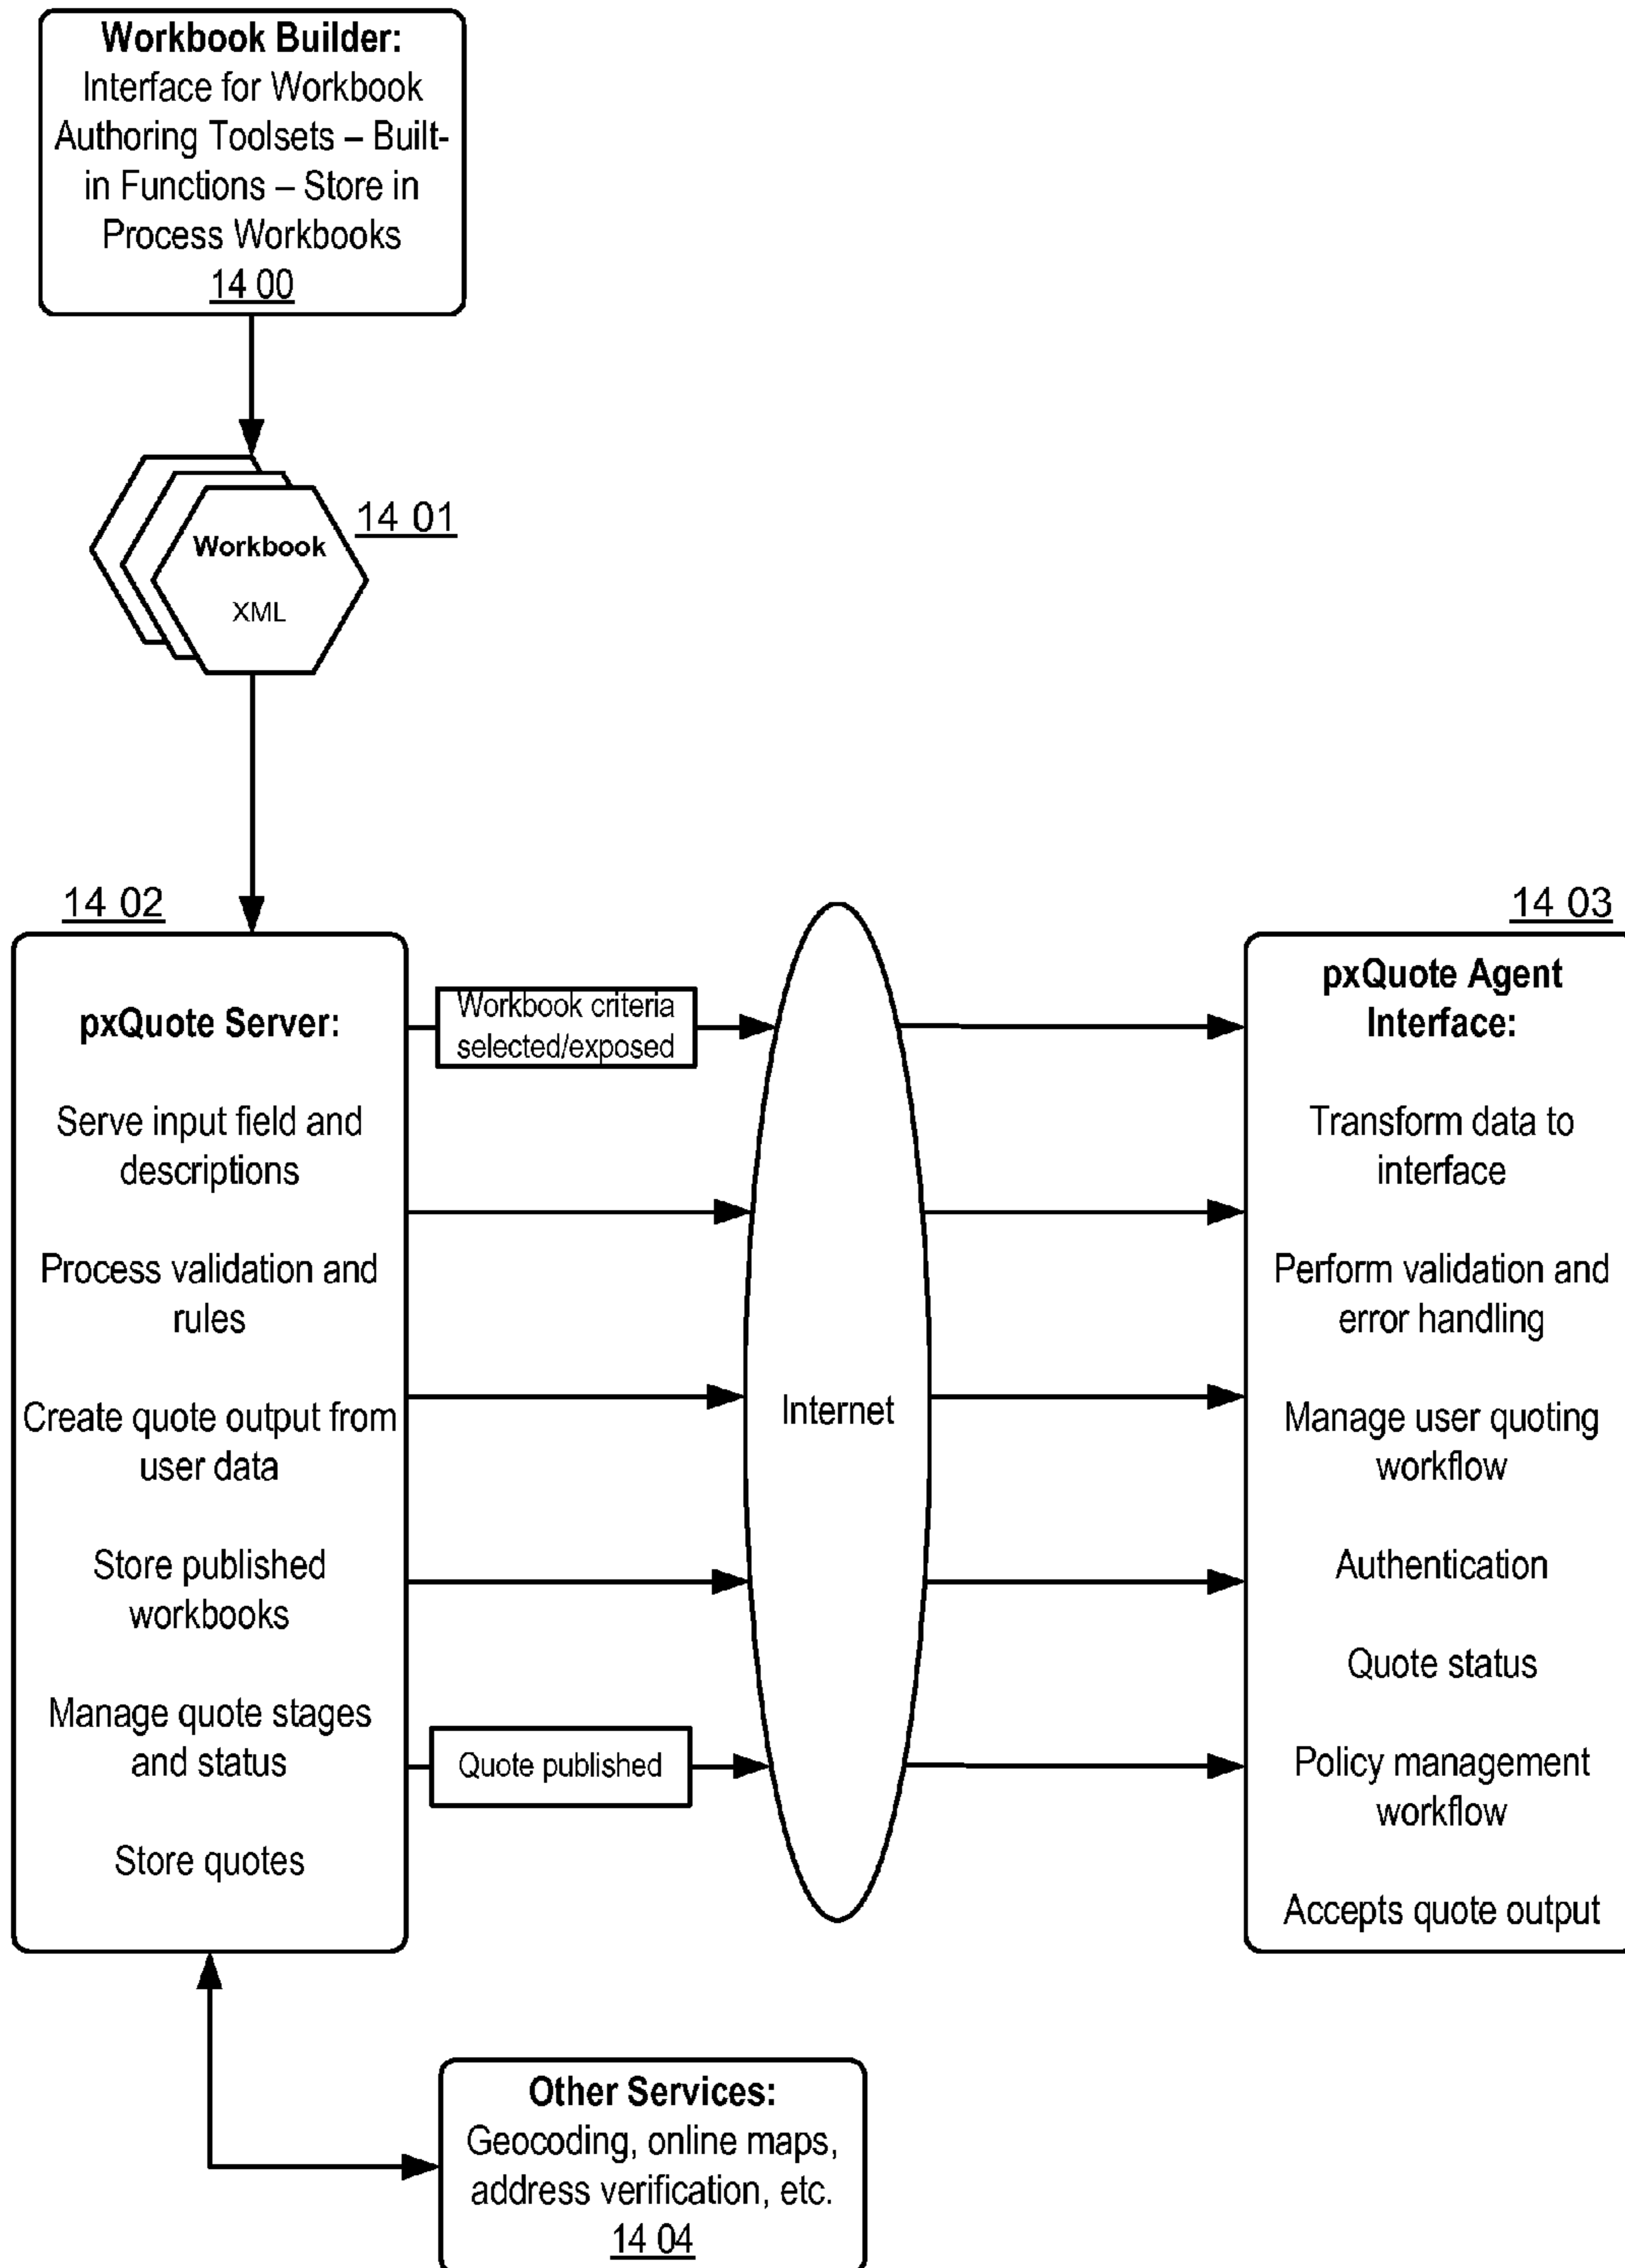 Workbook Builder:
Interface for Workbook
Authoring Toolsets – Built-
in Functions – Store in
Process Workbooks
14 00
14 01
Workbook
XML
14 02
pxQuote Server:
Serve input field and
descriptions
Process validation and
rules
Create quote output from
user data
Store published
workbooks
Manage quote stages
and status
Store quotes
Workbook criteria
selected/exposed
Quote published
Internet
14 03
pxQuote Agent
Interface:
Transform data to
interface
Perform validation and
error handling
Manage user quoting
workflow
Authentication
Quote status
Policy management
workflow
Accepts quote output
Other Services:
Geocoding, online maps,
address verification, etc.
14 04